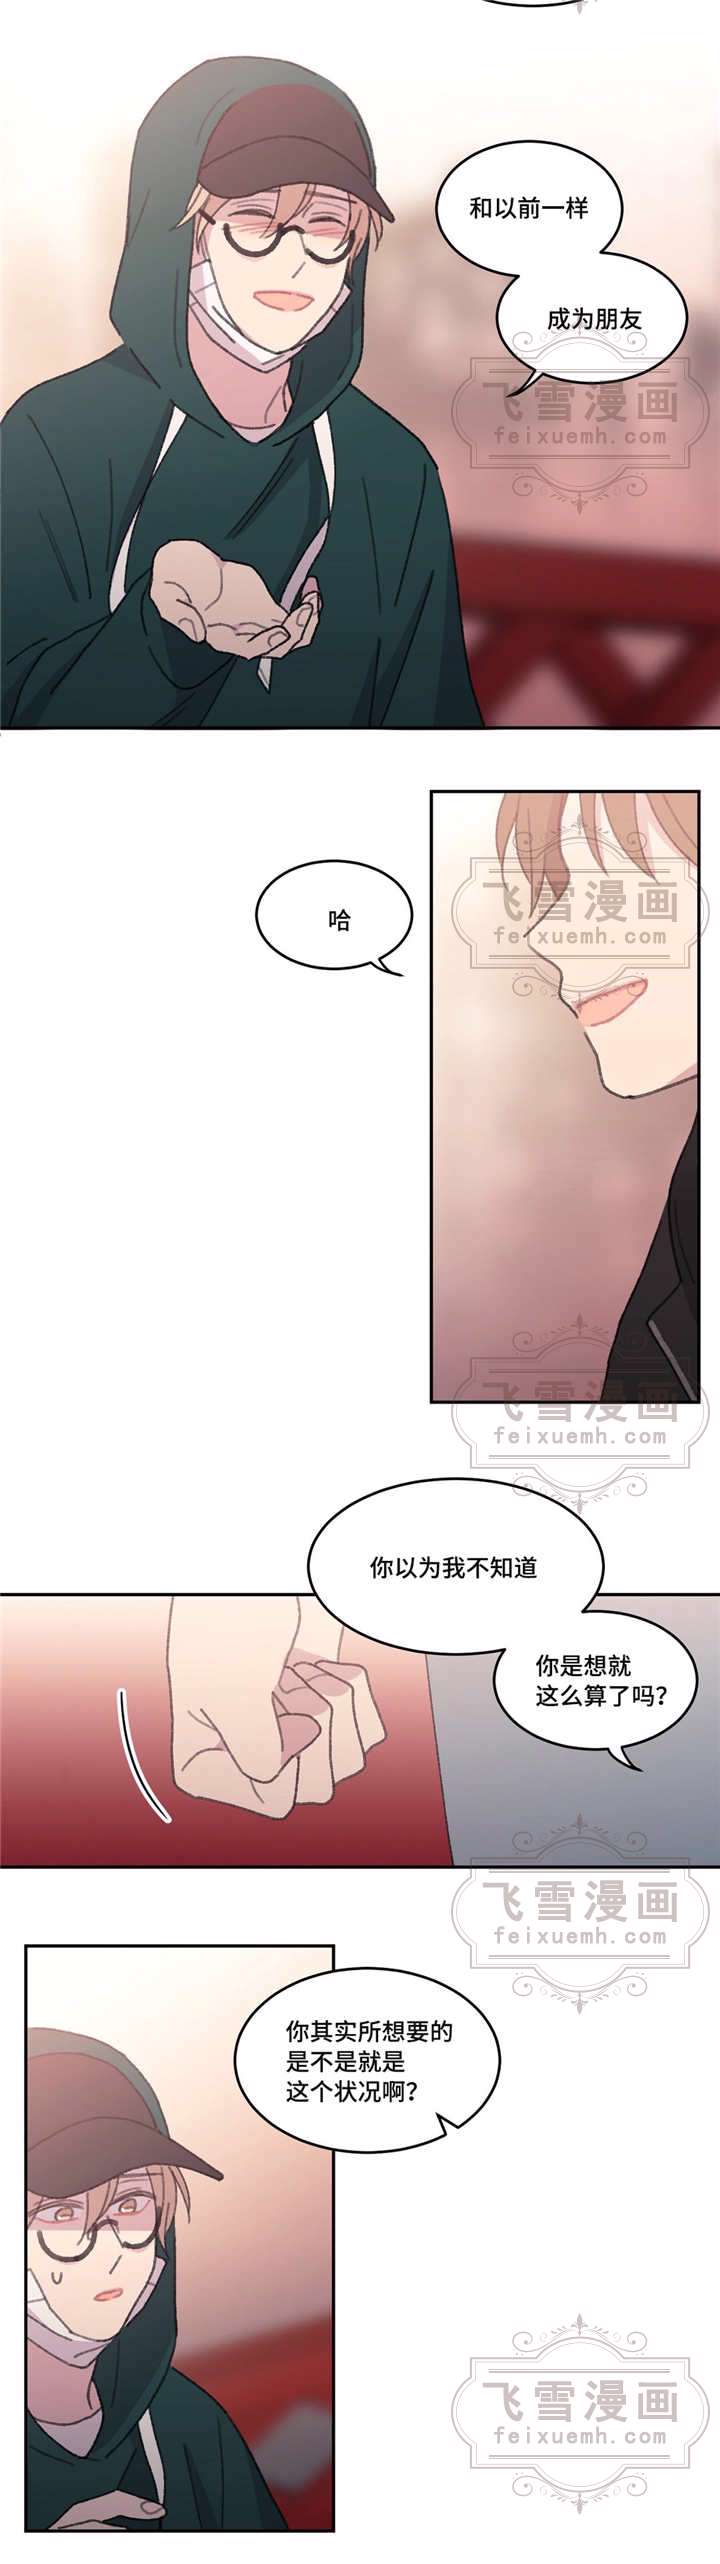 和以前一样
成为朋友
飞雪漫画
feixuemh.com
哈
飞雪漫画
feixuemh.com
飞雪漫画
feixuemh.com
你以为我不知道
你是想就
这么算了吗？
飞雪漫画
feixuemh.com
你其实所想要的
是不是就是
这个状况啊？
飞雪漫画
feixuemh.com